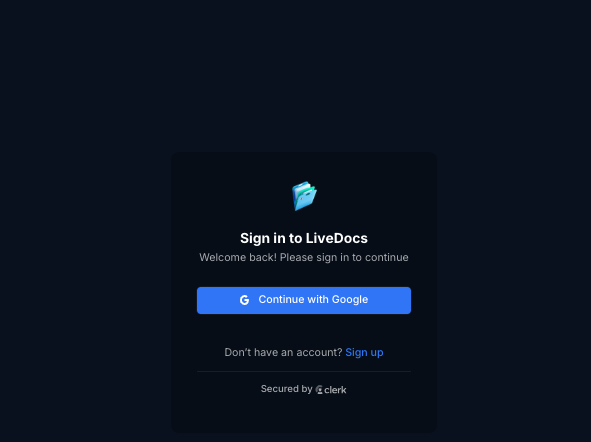 Sign in to LiveDocs
Welcome back! Please sign in to continue
Continue with Google
Don't have an account? Sign up
Secured by clerk